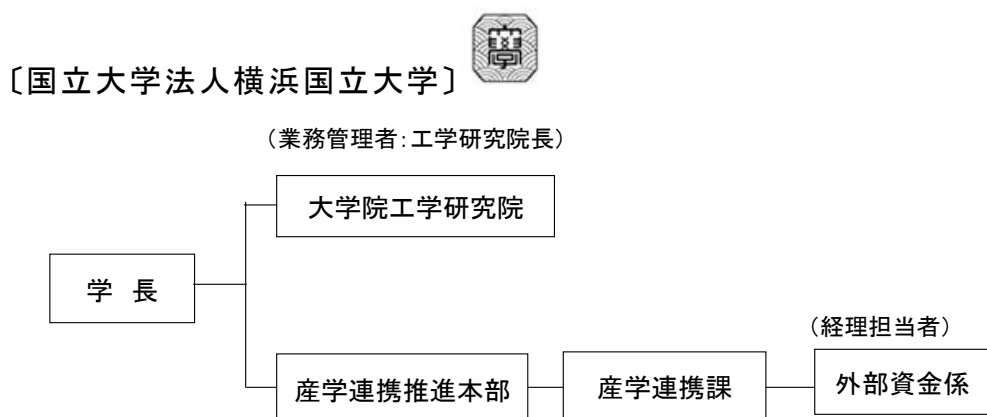 〔国立大学法人横浜国立大学〕
（業務管理者：工学研究院長）
大学院工学研究院
学 長
（経理担当者）
産学連携推進本部
産学連携課
外部資金係